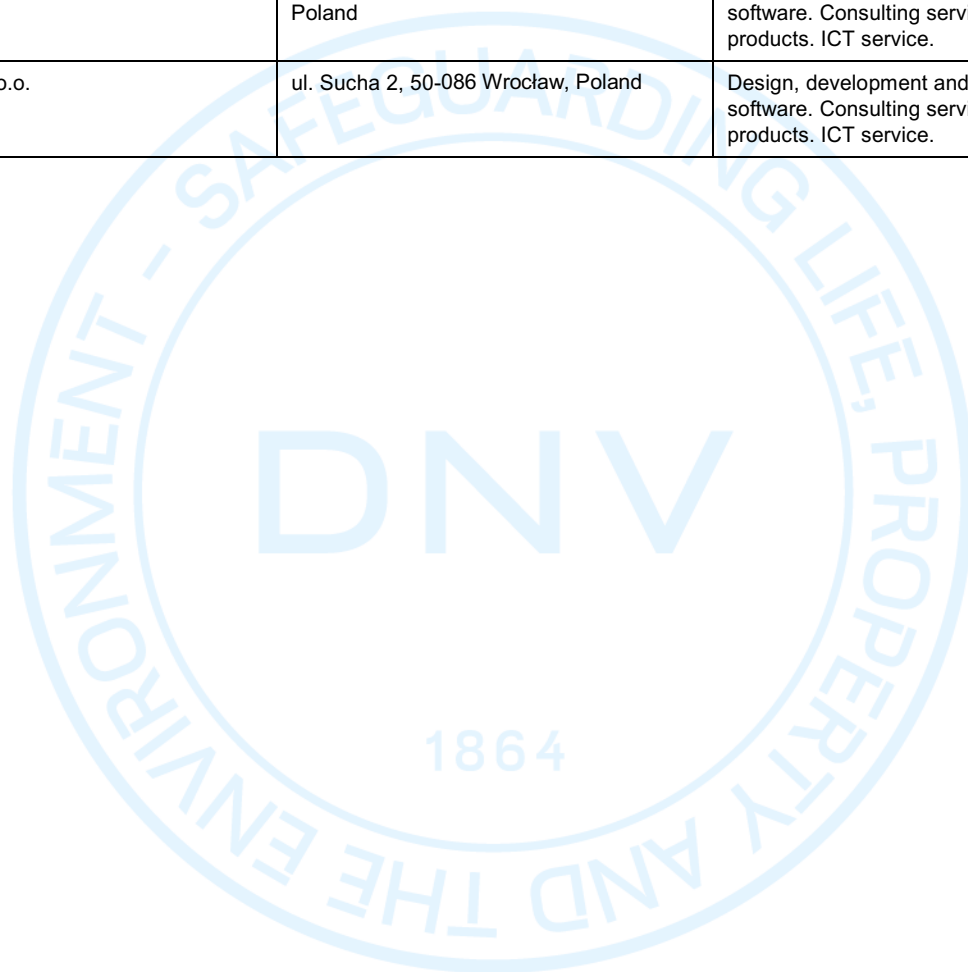 Poland
software. Consulting servi
products. ICT service.
o.o.
ul. Sucha 2, 50-086 Wrocław, Poland
Design, development and
software. Consulting servi
products. ICT service.
SAFEGUARDING LIFE, PROPERTY AND THE ENVIRONMENT -
DNV
1864